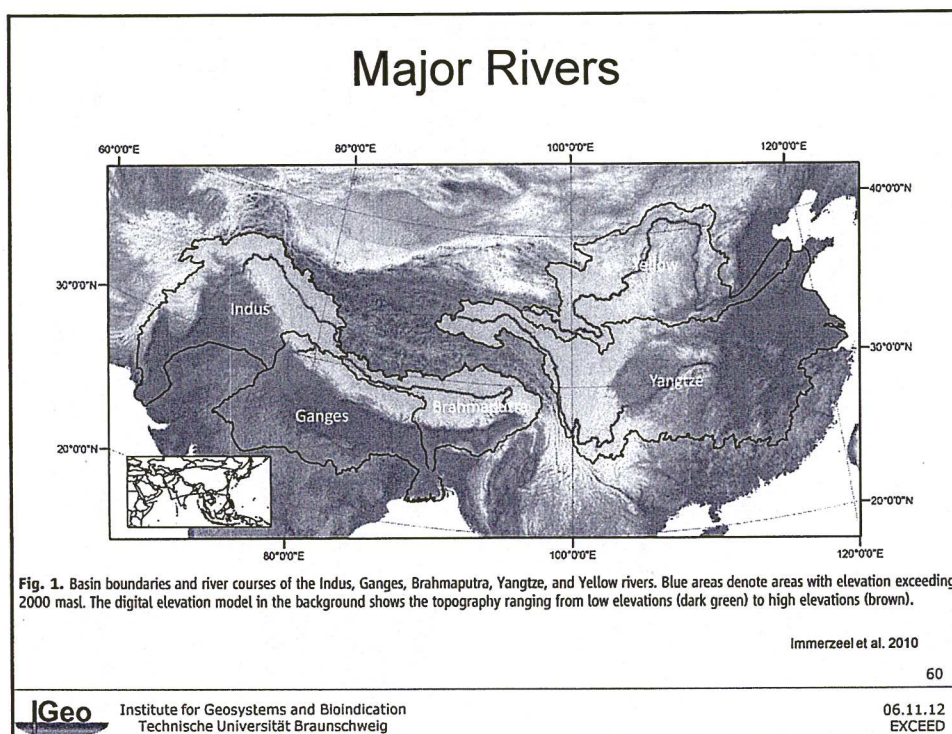 Major Rivers
60°0'0"E 80°0'0"E 100°0'0"E 120°0'0"E
40°0'0"N
30°0'0"N
30°0'0"N
20°0'0"N
20°0'0"N
Indus
Yellow
Yangtze
Ganges
Brahmaputra
80°0'0"E 100°0'0"E 120°0'0"E
Fig. 1. Basin boundaries and river courses of the Indus, Ganges, Brahmaputra, Yangtze, and Yellow rivers. Blue areas denote areas with elevation exceeding
2000 masl. The digital elevation model in the background shows the topography ranging from low elevations (dark green) to high elevations (brown).
Immerzeel et al. 2010
60
IGeo
Institute for Geosystems and Bioindication
Technische Universität Braunschweig
06.11.12
EXCEED